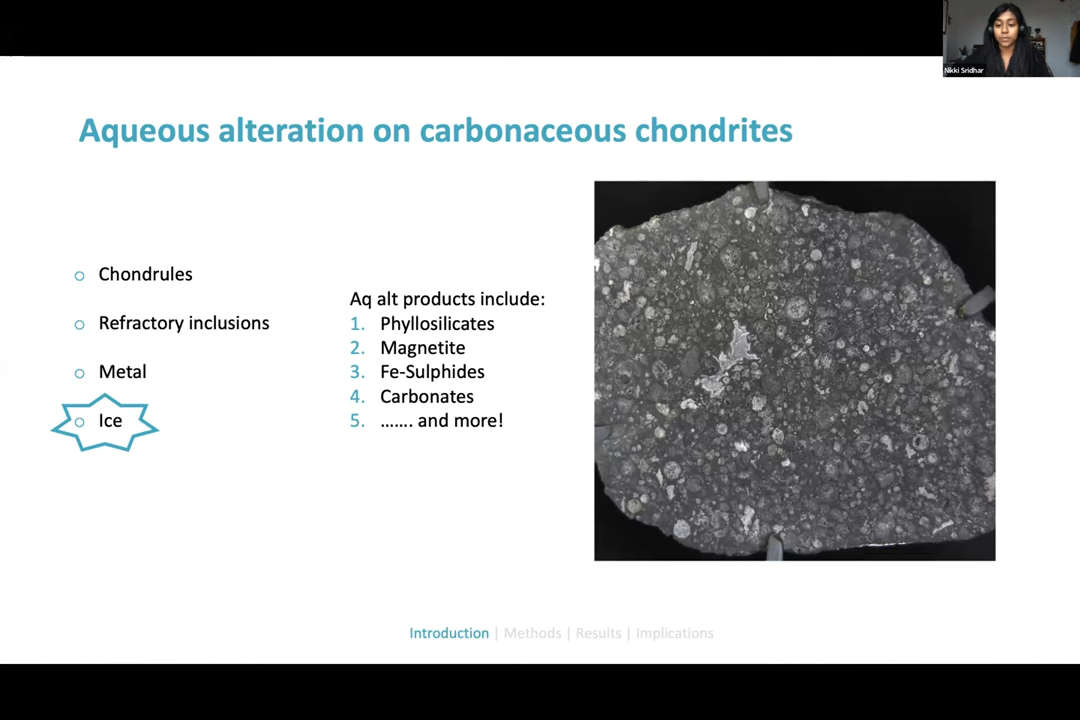 Nikki Sridhar
Aqueous alteration on carbonaceous chondrites
Chondrules
Refractory inclusions
Metal
Ice
Aq alt products include:
1. Phyllosilicates
2. Magnetite
3. Fe-Sulphides
4. Carbonates
5. ……. and more!
Introduction | Methods | Results | Implications